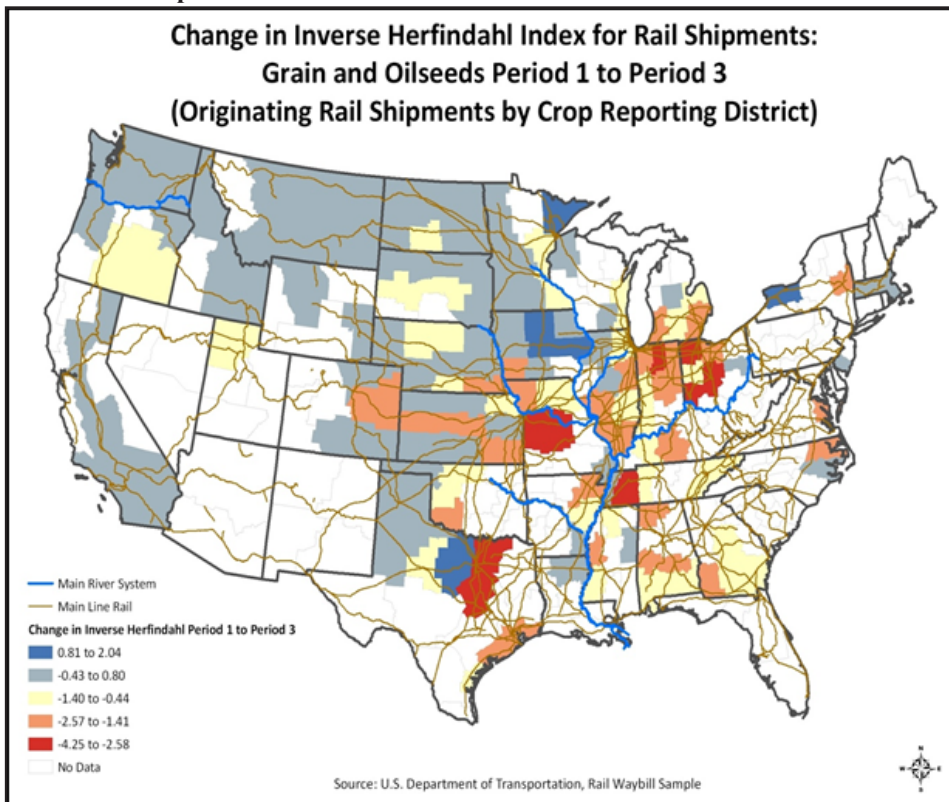 Change in Inverse Herfindahl Index for Rail Shipments:
Grain and Oilseeds Period 1 to Period 3
(Originating Rail Shipments by Crop Reporting District)
Main River System
Main Line Rail
Change in Inverse Herfindahl Period 1 to Period 3
0.81 to 2.04
-0.43 to 0.80
-1.40 to -0.44
-2.57 to -1.41
-4.25 to -2.58
No Data
Source: U.S. Department of Transportation, Rail Waybill Sample
N
W E
S